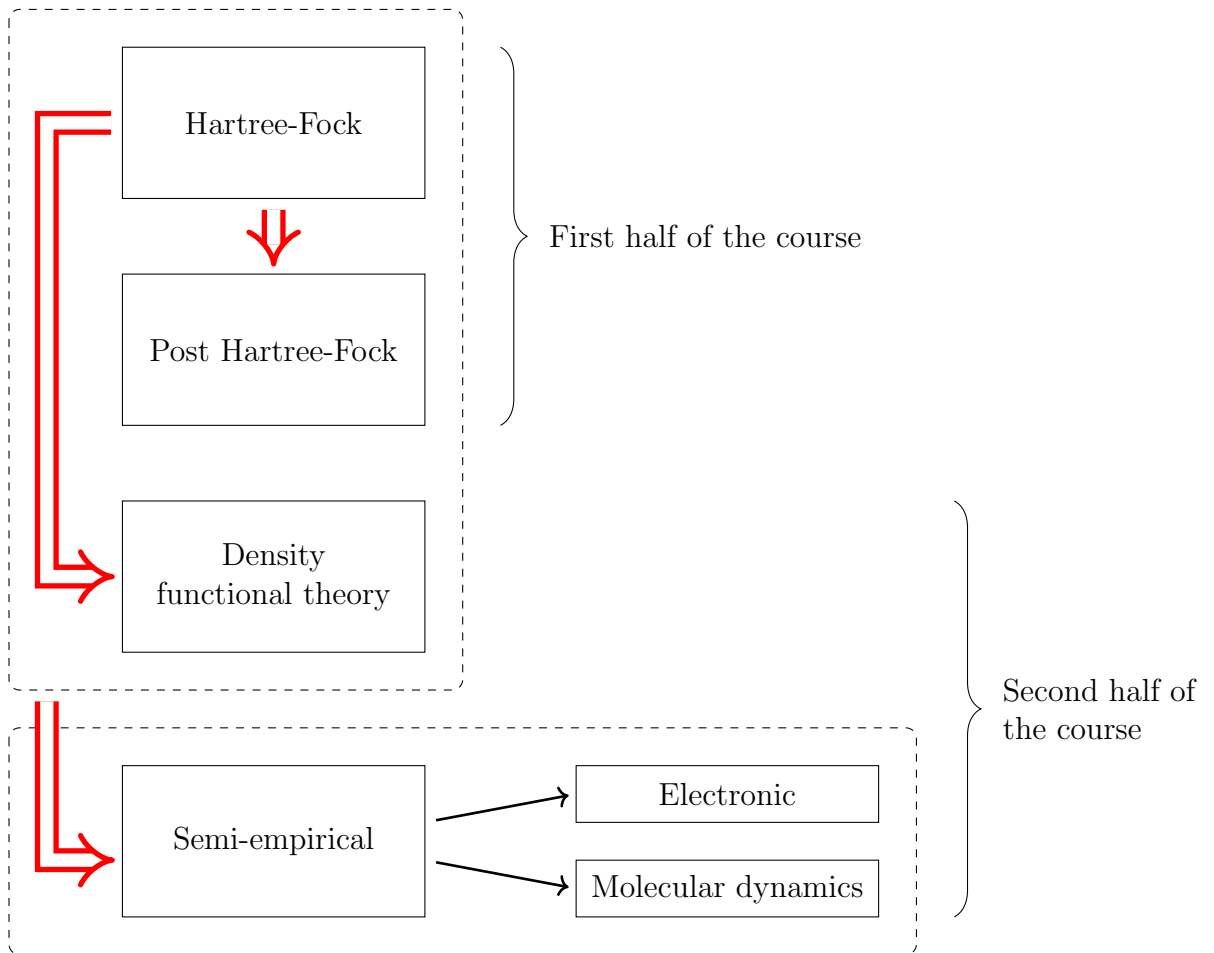 Hartree-Fock
First half of the course
Post Hartree-Fock
Density
functional theory
Second half of
the course
Electronic
Semi-empirical
Molecular dynamics